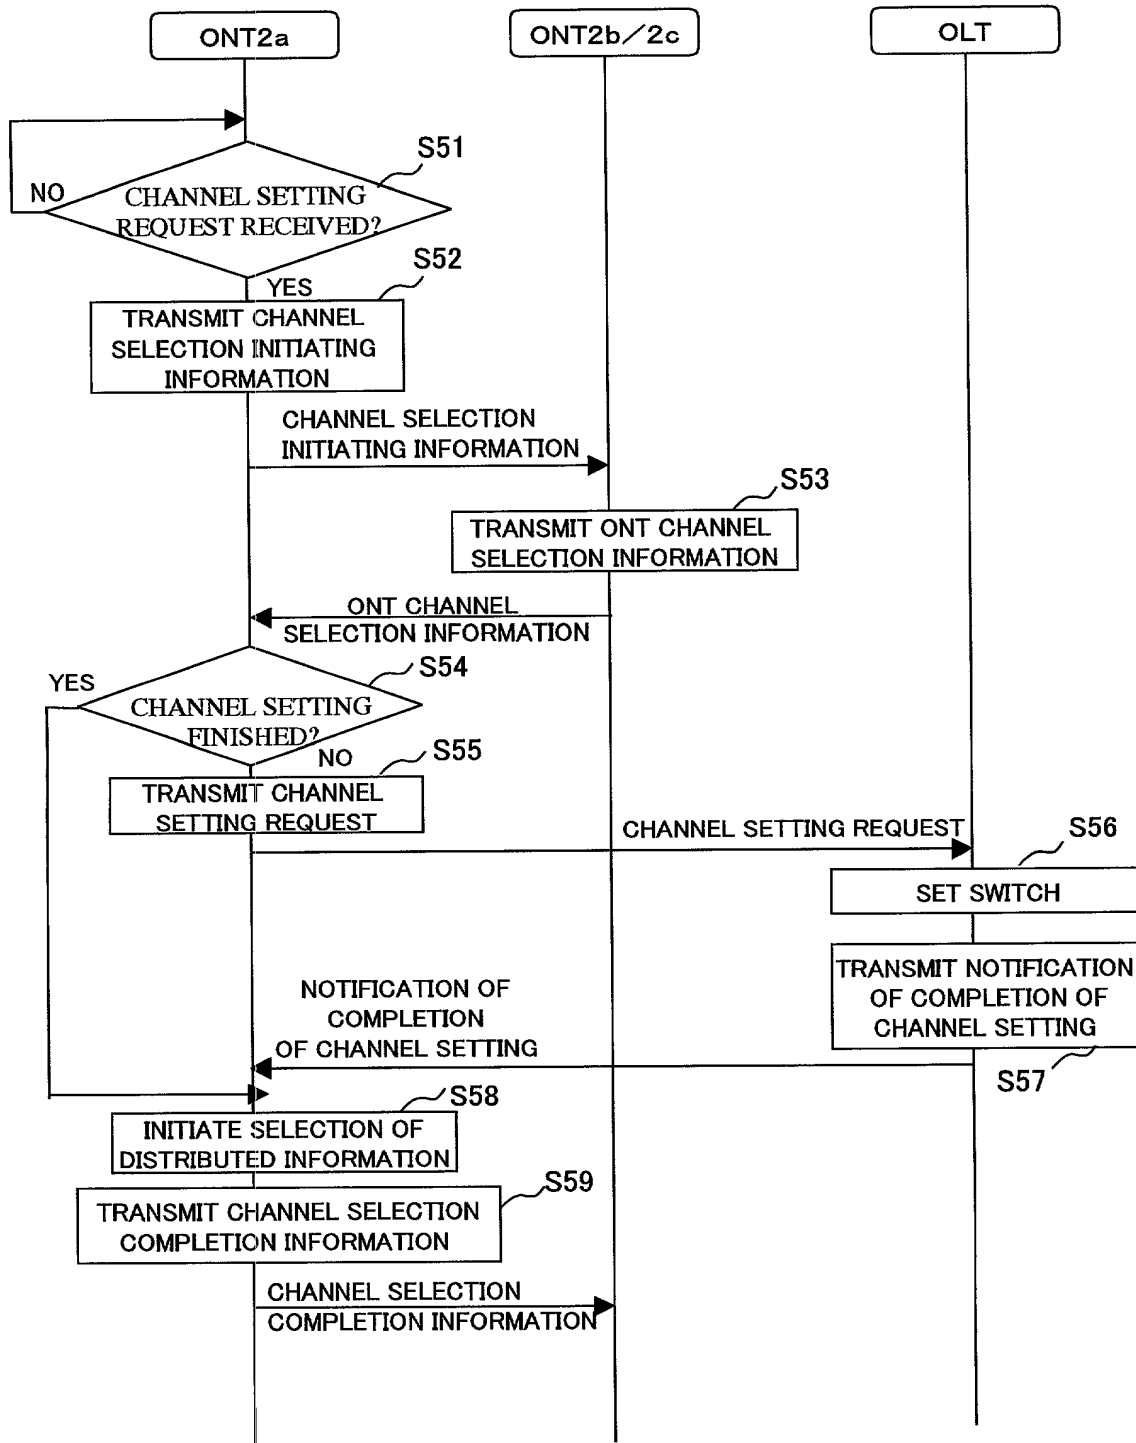 ONT2a
ONT2b/2c
OLT
S51
NO
CHANNEL SETTING
REQUEST RECEIVED?
S52
YES
TRANSMIT CHANNEL
SELECTION INITIATING
INFORMATION
CHANNEL SELECTION
INITIATING INFORMATION
S53
TRANSMIT ONT CHANNEL
SELECTION INFORMATION
ONT CHANNEL
SELECTION INFORMATION
S54
YES
CHANNEL SETTING
FINISHED?
NO
S55
TRANSMIT CHANNEL
SETTING REQUEST
CHANNEL SETTING REQUEST
S56
SET SWITCH
TRANSMIT NOTIFICATION
OF COMPLETION OF
CHANNEL SETTING
NOTIFICATION OF
COMPLETION
OF CHANNEL SETTING
S57
S58
INITIATE SELECTION OF
DISTRIBUTED INFORMATION
S59
TRANSMIT CHANNEL SELECTION
COMPLETION INFORMATION
CHANNEL SELECTION
COMPLETION INFORMATION